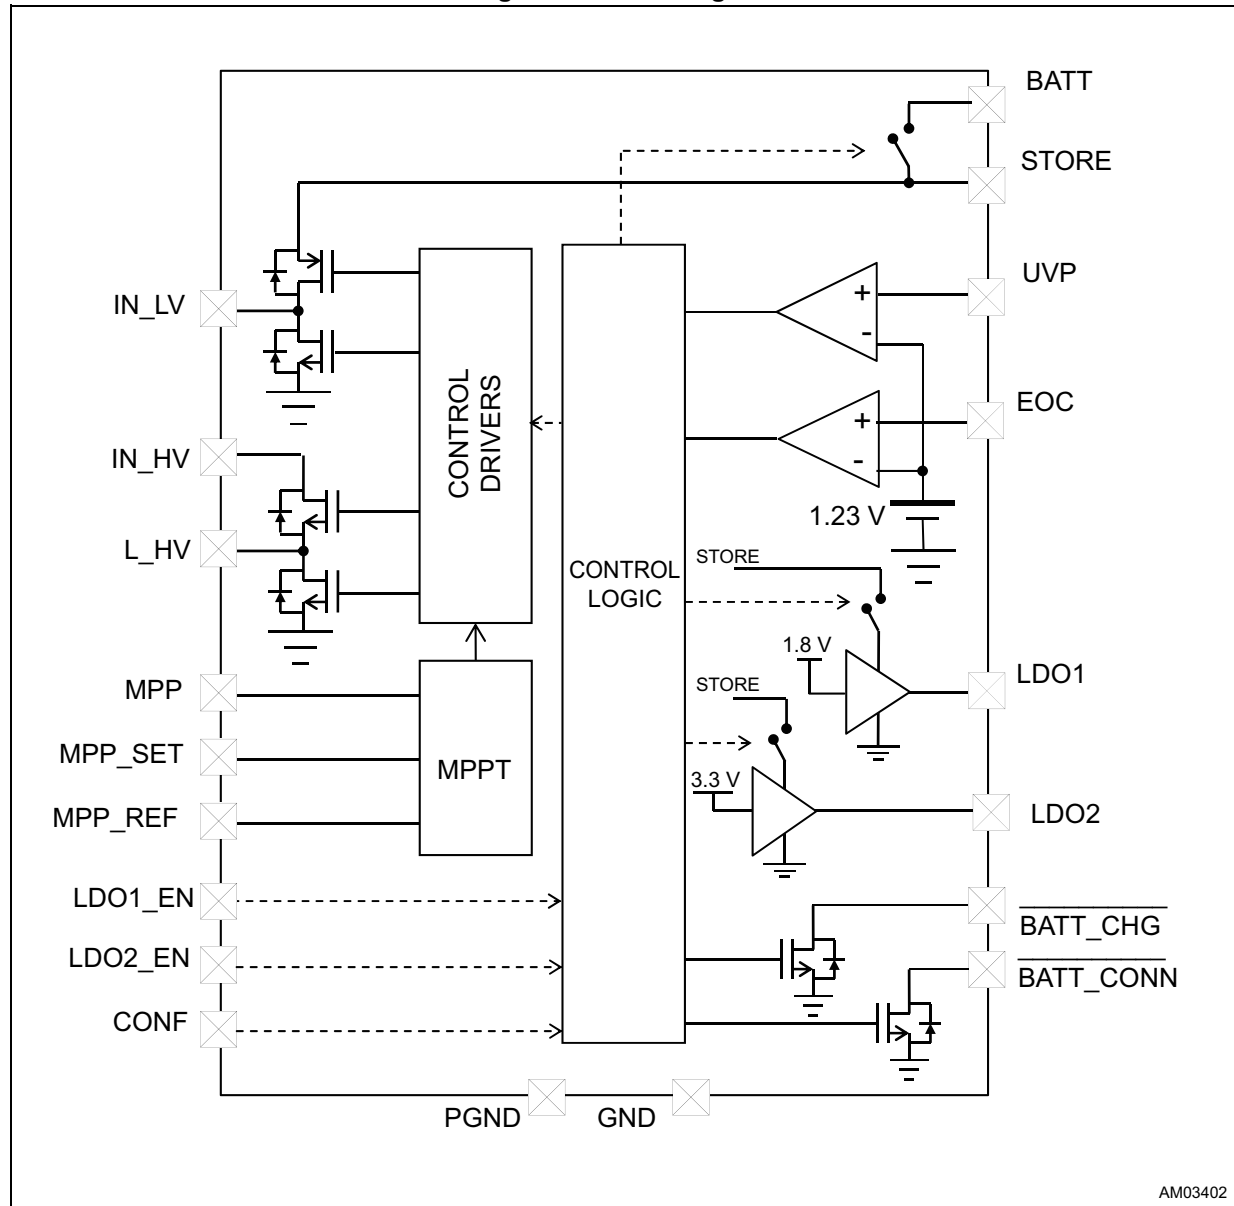 BATT
STORE
UVP
IN_LV
+
-
CONTROL
DRIVERS
EOC
+
-
IN_HV
1.23 V
L_HV
STORE
CONTROL
LOGIC
1.8 V
LDO1
MPP
STORE
MPP_SET
MPPT
3.3 V
MPP_REF
LDO2
LDO1_EN
BATT_CHG
LDO2_EN
BATT_CONN
CONF
PGND
GND
AM03402